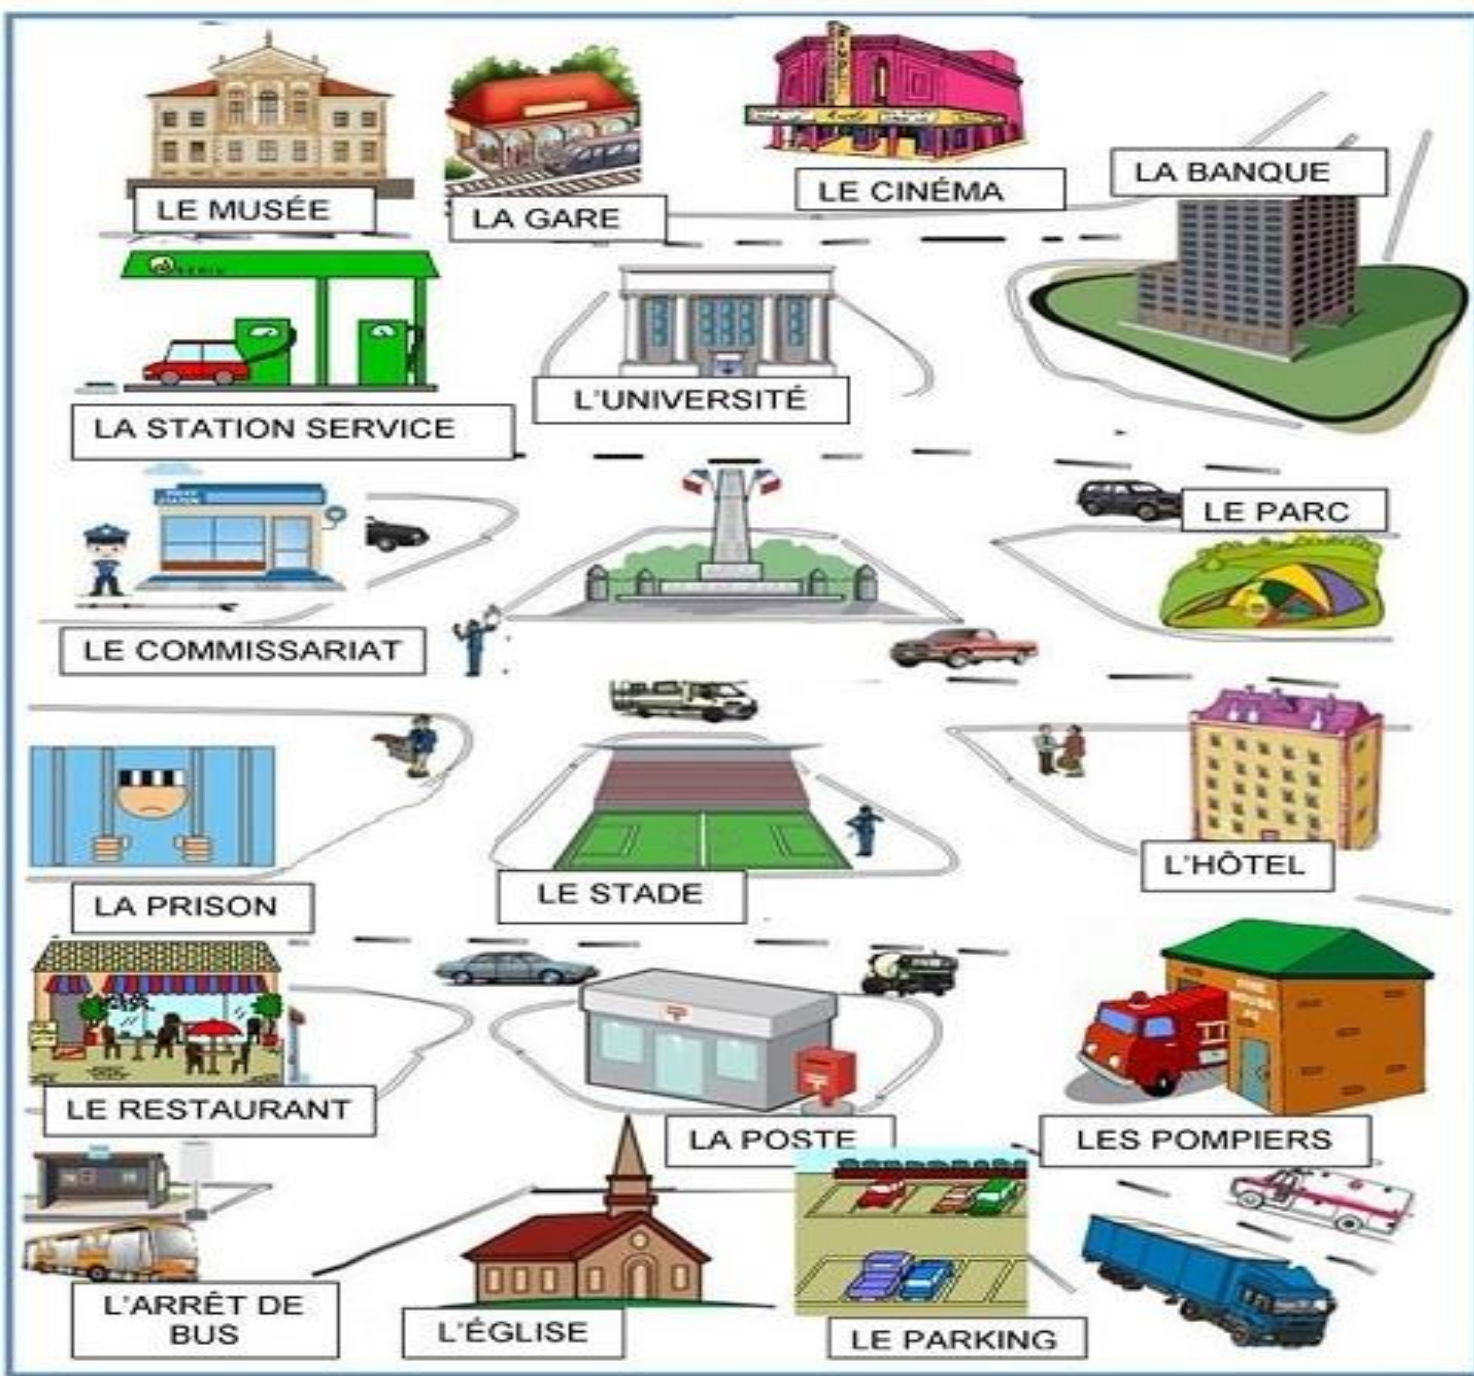 LE MUSÉE
LA GARE
LE CINÉMA
LA BANQUE
LA STATION SERVICE
L'UNIVERSITÉ
LE COMMISSARIAT
LE PARC
LA PRISON
LE STADE
L'HÔTEL
LE RESTAURANT
LA POSTE
LES POMPIERS
L'ARRÊT DE
BUS
L'ÉGLISE
LE PARKING